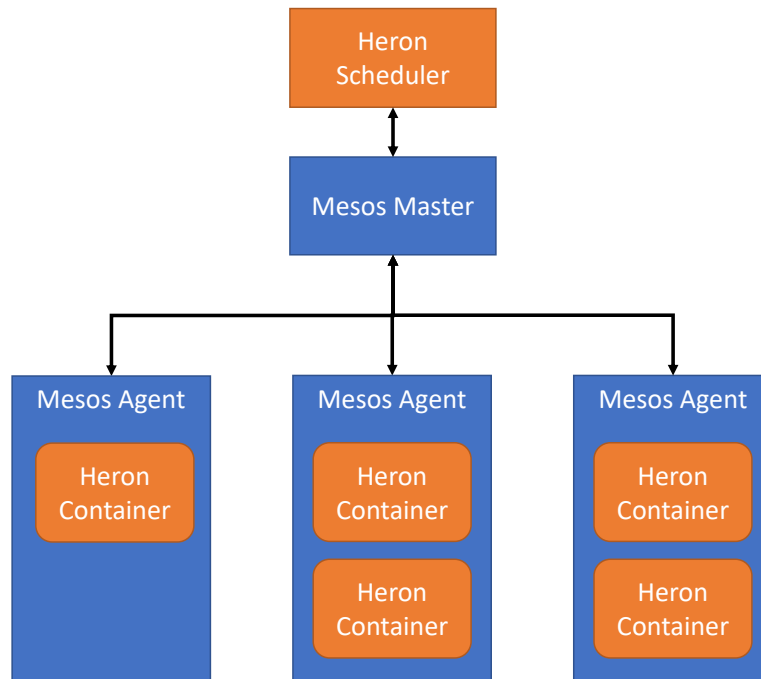 Heron
Scheduler
Mesos Master
Mesos Agent
Heron
Container
Mesos Agent
Heron
Container
Heron
Container
Mesos Agent
Heron
Container
Heron
Container